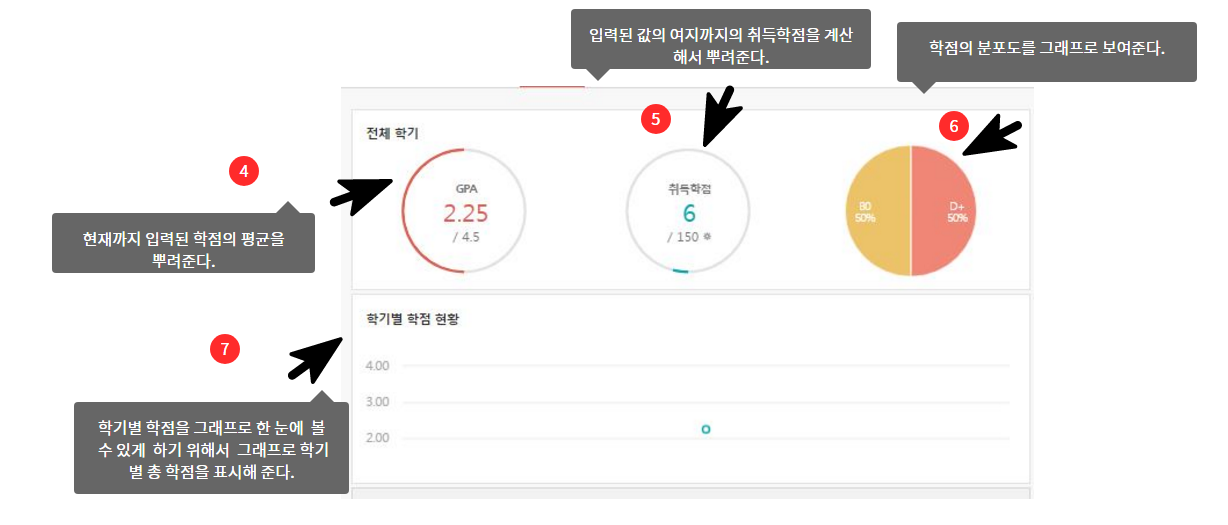 입력된 값의 여지까지의 취득학점을 계산
해서 뿌려준다.
학점의 분포도를 그래프로 보여준다.
5
6
전체 학기
4
GPA
2.25
/ 4.5
취득학점
6
/ 150
B0
50%
D+
50%
현재까지 입력된 학점의 평균을
뿌려준다.
7
학기별 학점 현황
4.00
3.00
2.00
학기별 학점을 그래프로 한 눈에 볼
수 있게 하기 위해서 그래프로 학기
별 총 학점을 표시해 준다.